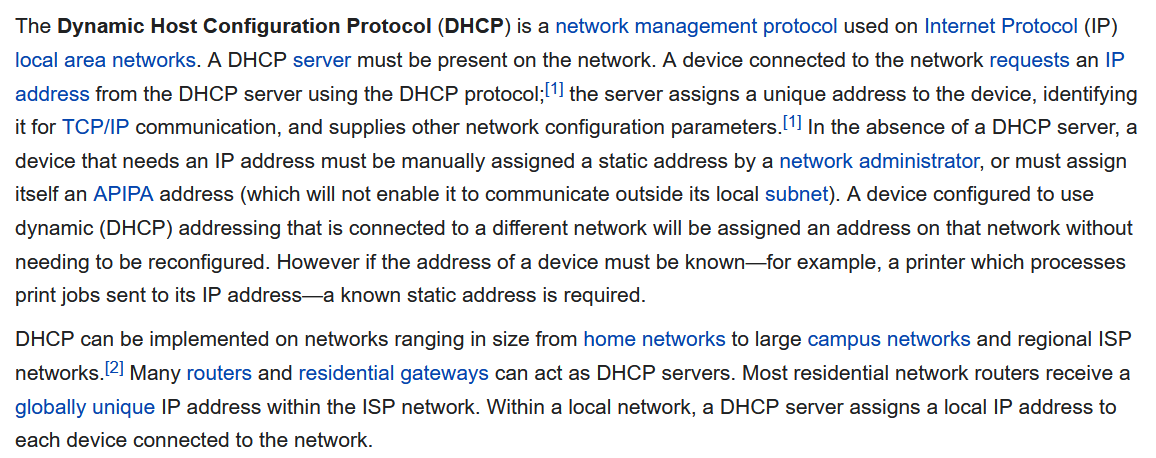 The Dynamic Host Configuration Protocol (DHCP) is a network management protocol used on Internet Protocol (IP)
local area networks. A DHCP server must be present on the network. A device connected to the network requests an IP
address from the DHCP server using the DHCP protocol;[1] the server assigns a unique address to the device, identifying
it for TCP/IP communication, and supplies other network configuration parameters.[1] In the absence of a DHCP server, a
device that needs an IP address must be manually assigned a static address by a network administrator, or must assign
itself an APIPA address (which will not enable it to communicate outside its local subnet). A device configured to use
dynamic (DHCP) addressing that is connected to a different network will be assigned an address on that network without
needing to be reconfigured. However if the address of a device must be known—for example, a printer which processes
print jobs sent to its IP address—a known static address is required.
DHCP can be implemented on networks ranging in size from home networks to large campus networks and regional ISP
networks.[2] Many routers and residential gateways can act as DHCP servers. Most residential network routers receive a
globally unique IP address within the ISP network. Within a local network, a DHCP server assigns a local IP address to
each device connected to the network.